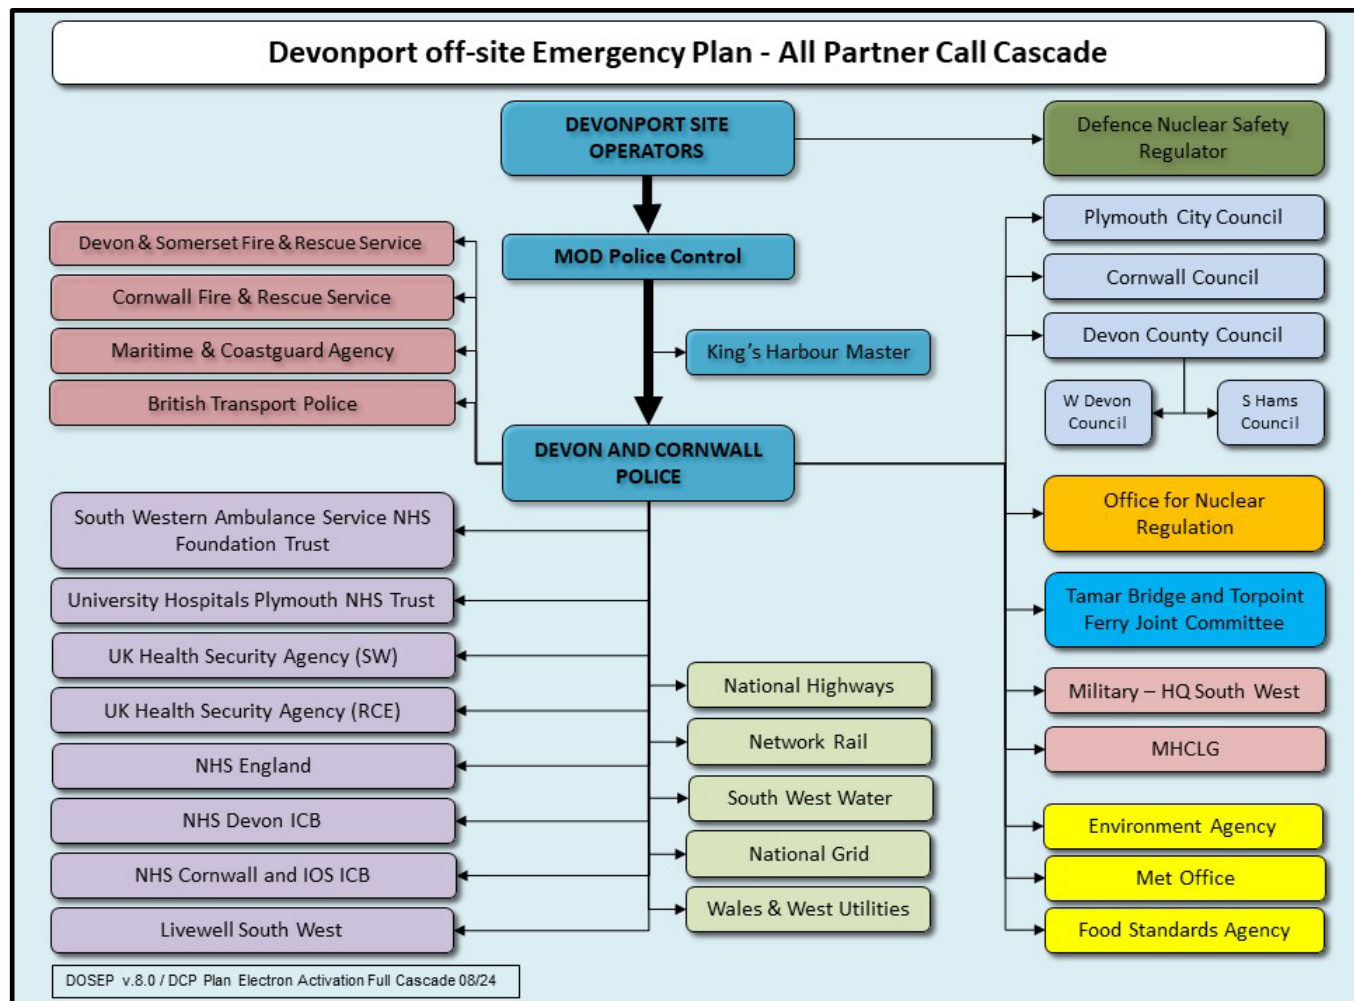 Devonport off-site Emergency Plan - All Partner Call Cascade
DEVONPORT SITE
OPERATORS
Defence Nuclear Safety
Regulator
MOD Police Control
King's Harbour Master
DEVON AND CORNWALL
POLICE
Devon & Somerset Fire & Rescue Service
Cornwall Fire & Rescue Service
Maritime & Coastguard Agency
British Transport Police
South Western Ambulance Service NHS
Foundation Trust
University Hospitals Plymouth NHS Trust
UK Health Security Agency (SW)
UK Health Security Agency (RCE)
NHS England
NHS Devon ICB
NHS Cornwall and IOS ICB
Livewell South West
National Highways
Network Rail
South West Water
National Grid
Wales & West Utilities
Plymouth City Council
Cornwall Council
Devon County Council
W Devon
Council
S Hams
Council
Office for Nuclear
Regulation
Tamar Bridge and Torpoint
Ferry Joint Committee
Military – HQ South West
MHCLG
Environment Agency
Met Office
Food Standards Agency
DOSEP v.8.0 / DCP Plan Electron Activation Full Cascade 08/24